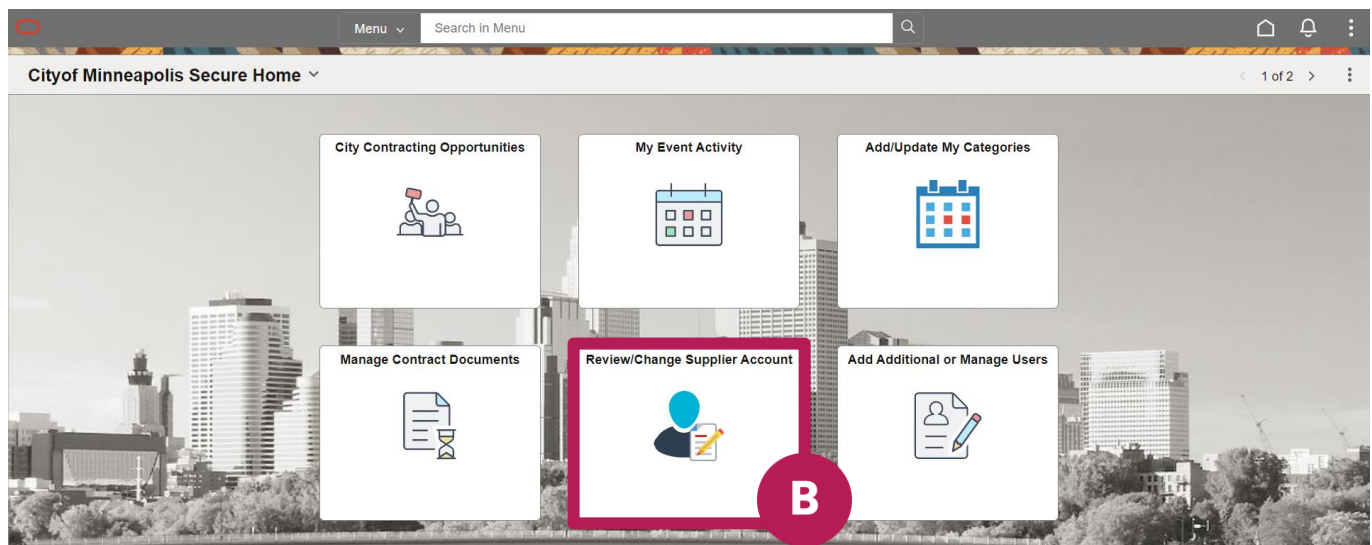 Menu
Search in Menu
Cityof Minneapolis Secure Home
1 of 2
City Contracting Opportunities
My Event Activity
Add/Update My Categories
Manage Contract Documents
Review/Change Supplier Account
Add Additional or Manage Users
B